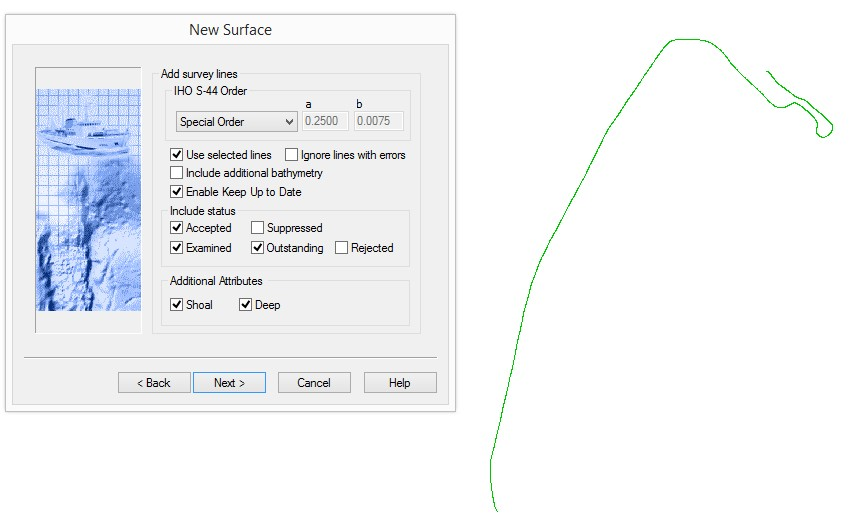 New Surface
Add survey lines
IHO S-44 Order
a b
Special Order 0.2500 0.0075
Use selected lines Ignore lines with errors
Include additional bathymetry
Enable Keep Up to Date
Include status
Accepted Suppressed
Examined Outstanding Rejected
Additional Attributes
Shoal Deep
< Back Next > Cancel Help